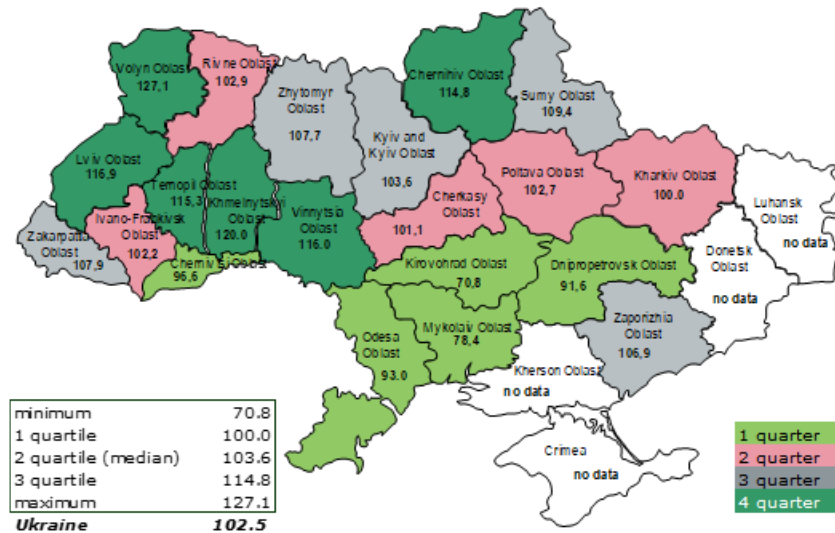 Volyn Oblast
127,1
Rivne Oblast
102,9
Zhytomyr
Oblast
107,7
Kyiv and
Kyiv Oblast
103,6
Chernihiv Oblast
114,8
Sumy Oblast
109,4
Lviv Oblast
116,9
Ternopil Oblast
115,3
Khmelnytskyi
Oblast
120.0
Vinnytsia
Oblast
116.0
Cherkasy
Oblast
101,1
Poltava Oblast
102,7
Kharkiv Oblast
100.0
Luhansk
Oblast
no data
Zakarpattia
Oblast
107,9
Ivano-Frankivsk
Oblast
102,2
Chernivtsi Oblast
96,6
Kirovohrad Oblast
70,8
Dnipropetrovsk Oblast
91,6
Donetsk
Oblast
no data
Odesa
Oblast
93.0
Mykolaiv Oblast
78,4
Zaporizhia
Oblast
106,9
Kherson Oblast
no data
Crimea
no data
minimum 70.8
1 quartile 100.0
2 quartile (median) 103.6
3 quartile 114.8
maximum 127.1
Ukraine 102.5
1 quarter
2 quarter
3 quarter
4 quarter